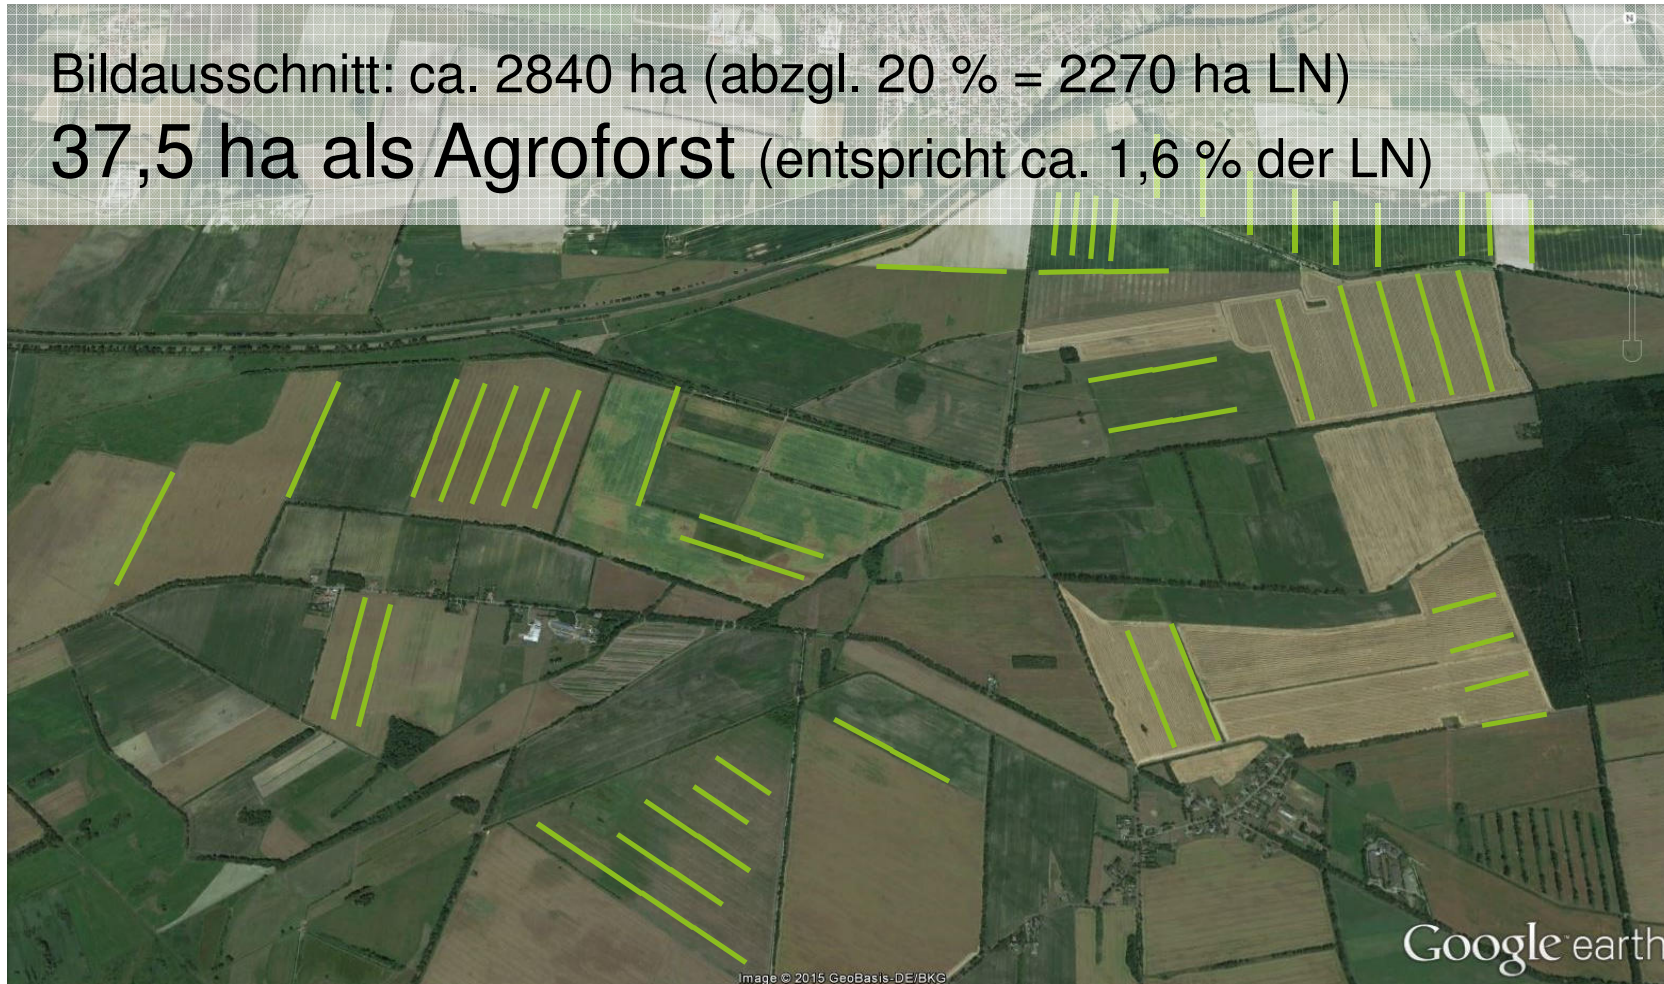 Bildausschnitt: ca. 2840 ha (abzgl. 20 % = 2270 ha LN)
37,5 ha als Agroforst (entspricht ca. 1,6 % der LN)
N
Google earth
Image © 2015 GeoBasis-DE/BKG